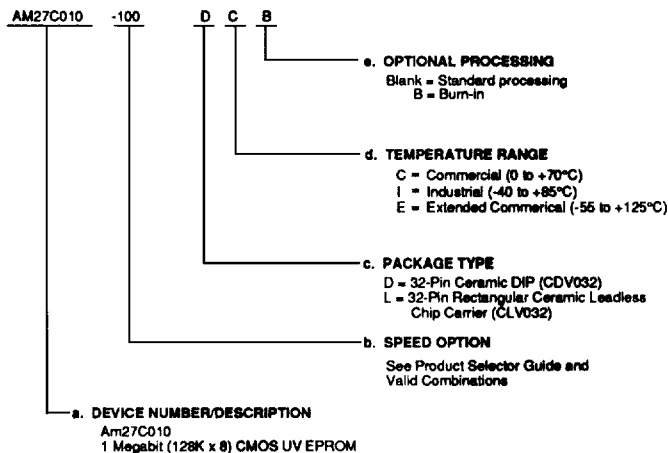 AM27C010 -100 D C B
e. OPTIONAL PROCESSING
Blank = Standard processing
B = Burn-in
d. TEMPERATURE RANGE
C = Commercial (0 to +70°C)
I = Industrial (-40 to +85°C)
E = Extended Commerical (-55 to +125°C)
c. PACKAGE TYPE
D = 32-Pin Ceramic DIP (CDV032)
L = 32-Pin Rectangular Ceramic Leadless
Chip Carrier (CLV032)
b. SPEED OPTION
See Product Selector Guide and
Valid Combinations
a. DEVICE NUMBER/DESCRIPTION
Am27C010
1 Megabit (128K x 8) CMOS UV EPROM